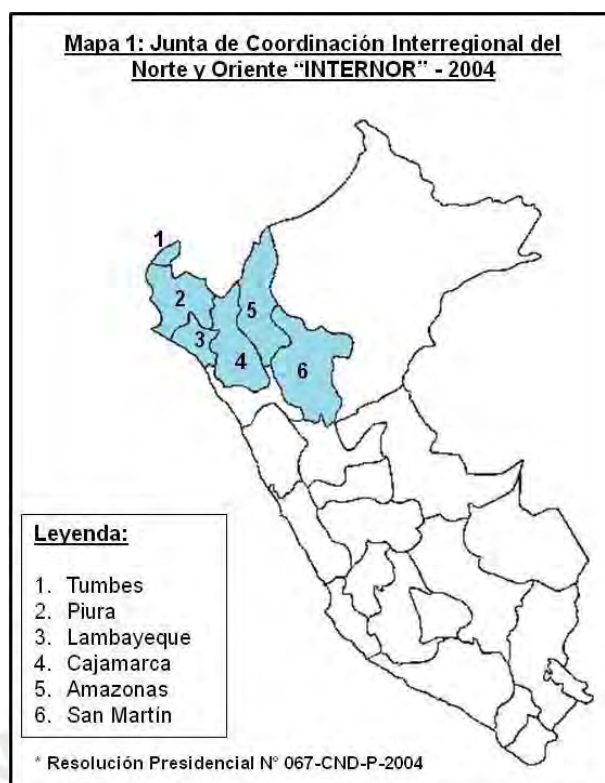 Mapa 1: Junta de Coordinación Interregional del
Norte y Oriente “INTERNOR” - 2004
1
2
3
4
5
6
Leyenda:
1. Tumbes
2. Piura
3. Lambayeque
4. Cajamarca
5. Amazonas
6. San Martín
* Resolución Presidencial N° 067-CND-P-2004